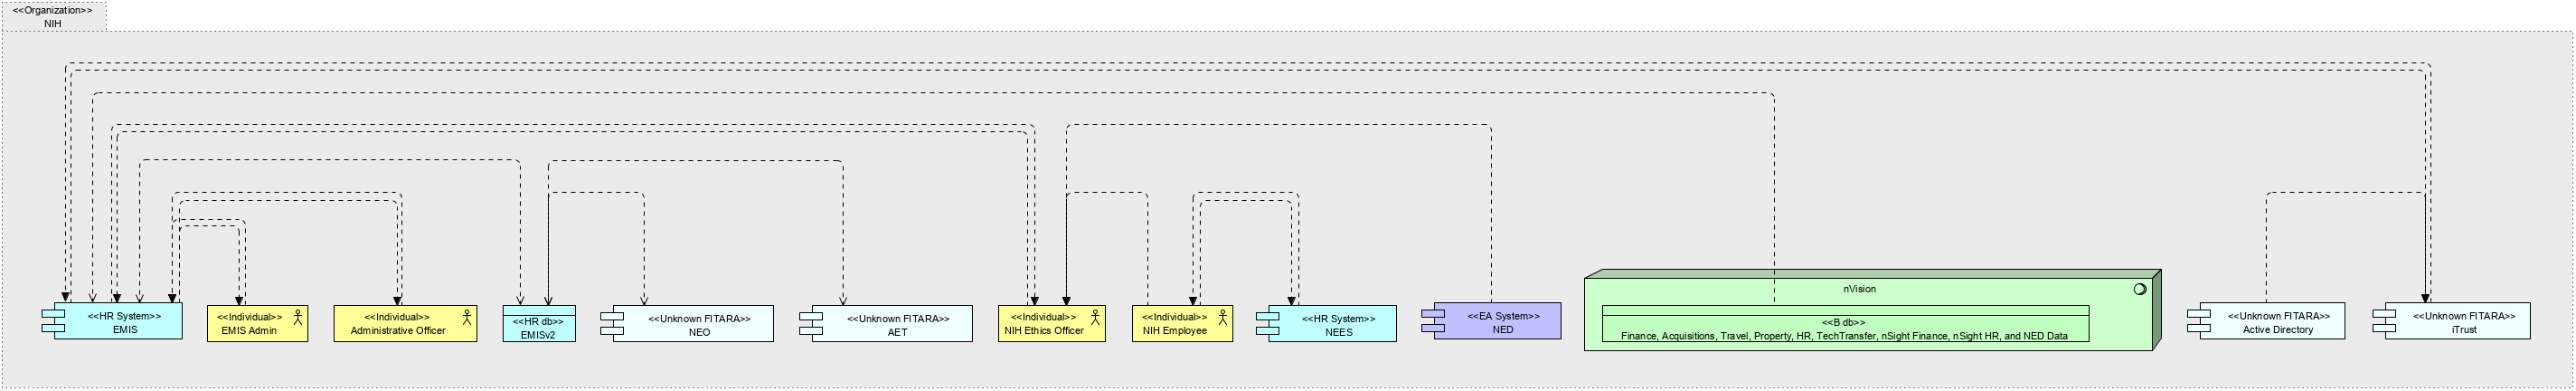 <<Organization>>
NIH
<<HR System>>
EMIS
<<Individual>>
EMIS Admin
<<Individual>>
Administrative Officer
<<HR db>>
EMISv2
<<Unknown FITARA>>
NEO
<<Unknown FITARA>>
AET
<<Individual>>
NIH Ethics Officer
<<Individual>>
NIH Employee
<<HR System>>
NEES
<<EA System>>
NED
nVision
<<B db>>
Finance, Acquisitions, Travel, Property, HR, TechTransfer, nSight Finance, nSight HR, and NED Data
<<Unknown FITARA>>
Active Directory
<<Unknown FITARA>>
iTrust